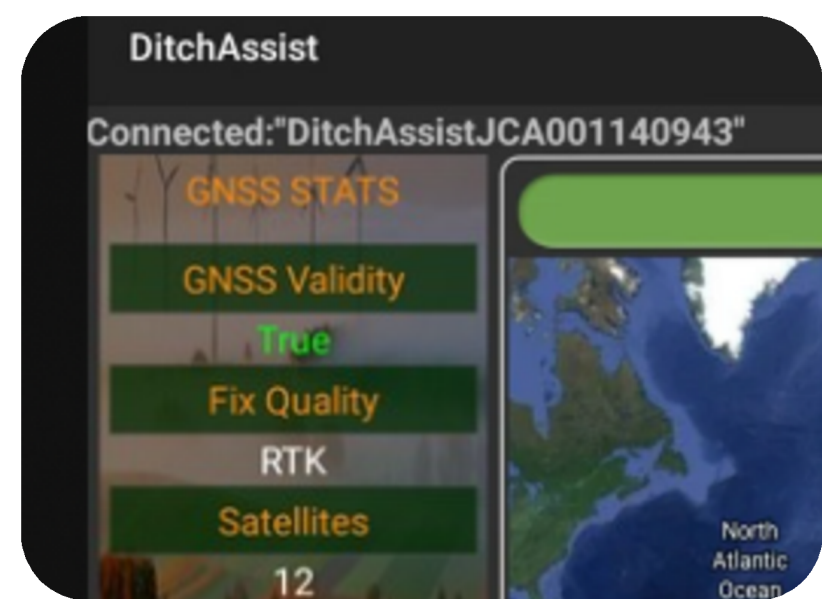 DitchAssist
Connected:"DitchAssistJCA001140943"
GNSS STATS
GNSS Validity
True
Fix Quality
RTK
Satellites
12
North
Atlantic
Ocean